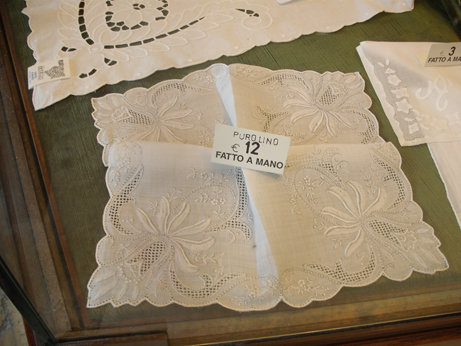 € 3
FATTO A MANO
PURO LINO
€ 12
FATTO A MANO